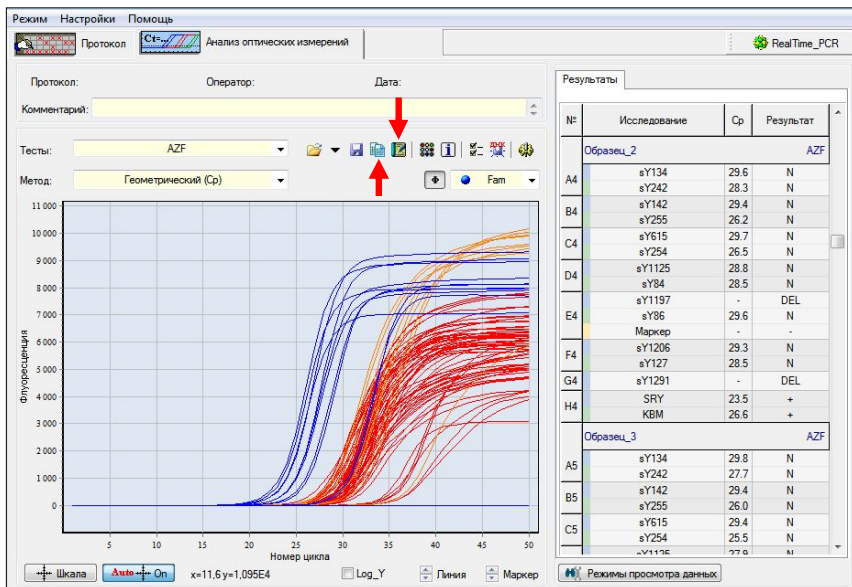 Режим Настройки Помощь
Протокол Ct=... Анализ оптических измерений RealTime_PCR
Протокол: Оператор: Дата:
Комментарий:
Тесты: AZF
Метод: Геометрический (Cp) Fam
11 000
10 000
9 000
8 000
7 000
6 000
5 000
4 000
3 000
2 000
1 000
0
Флуоресценция
5 10 15 20 25 30 35 40 45 50
Номер цикла
Шкала Auto On x=11,6 y=1,095E4 Log_Y Линия Маркер
Результаты
№ Исследование Cp Результат
Образец_2 AZF
A4 sY134 29.6 N
sY242 28.3 N
B4 sY142 29.4 N
sY255 26.2 N
C4 sY615 29.7 N
sY254 26.5 N
D4 sY1125 28.8 N
sY84 28.5 N
E4 sY1197 - DEL
sY86 29.6 N
Маркер - -
F4 sY1206 29.3 N
sY127 28.5 N
G4 sY1291 - DEL
H4 SRY 23.5 +
KBM 26.6 +
Образец_3 AZF
A5 sY134 29.8 N
sY242 27.7 N
B5 sY142 29.4 N
sY255 26.0 N
C5 sY615 29.4 N
sY254 25.5 N
sY1125 27.9 N
Режимы просмотра данных